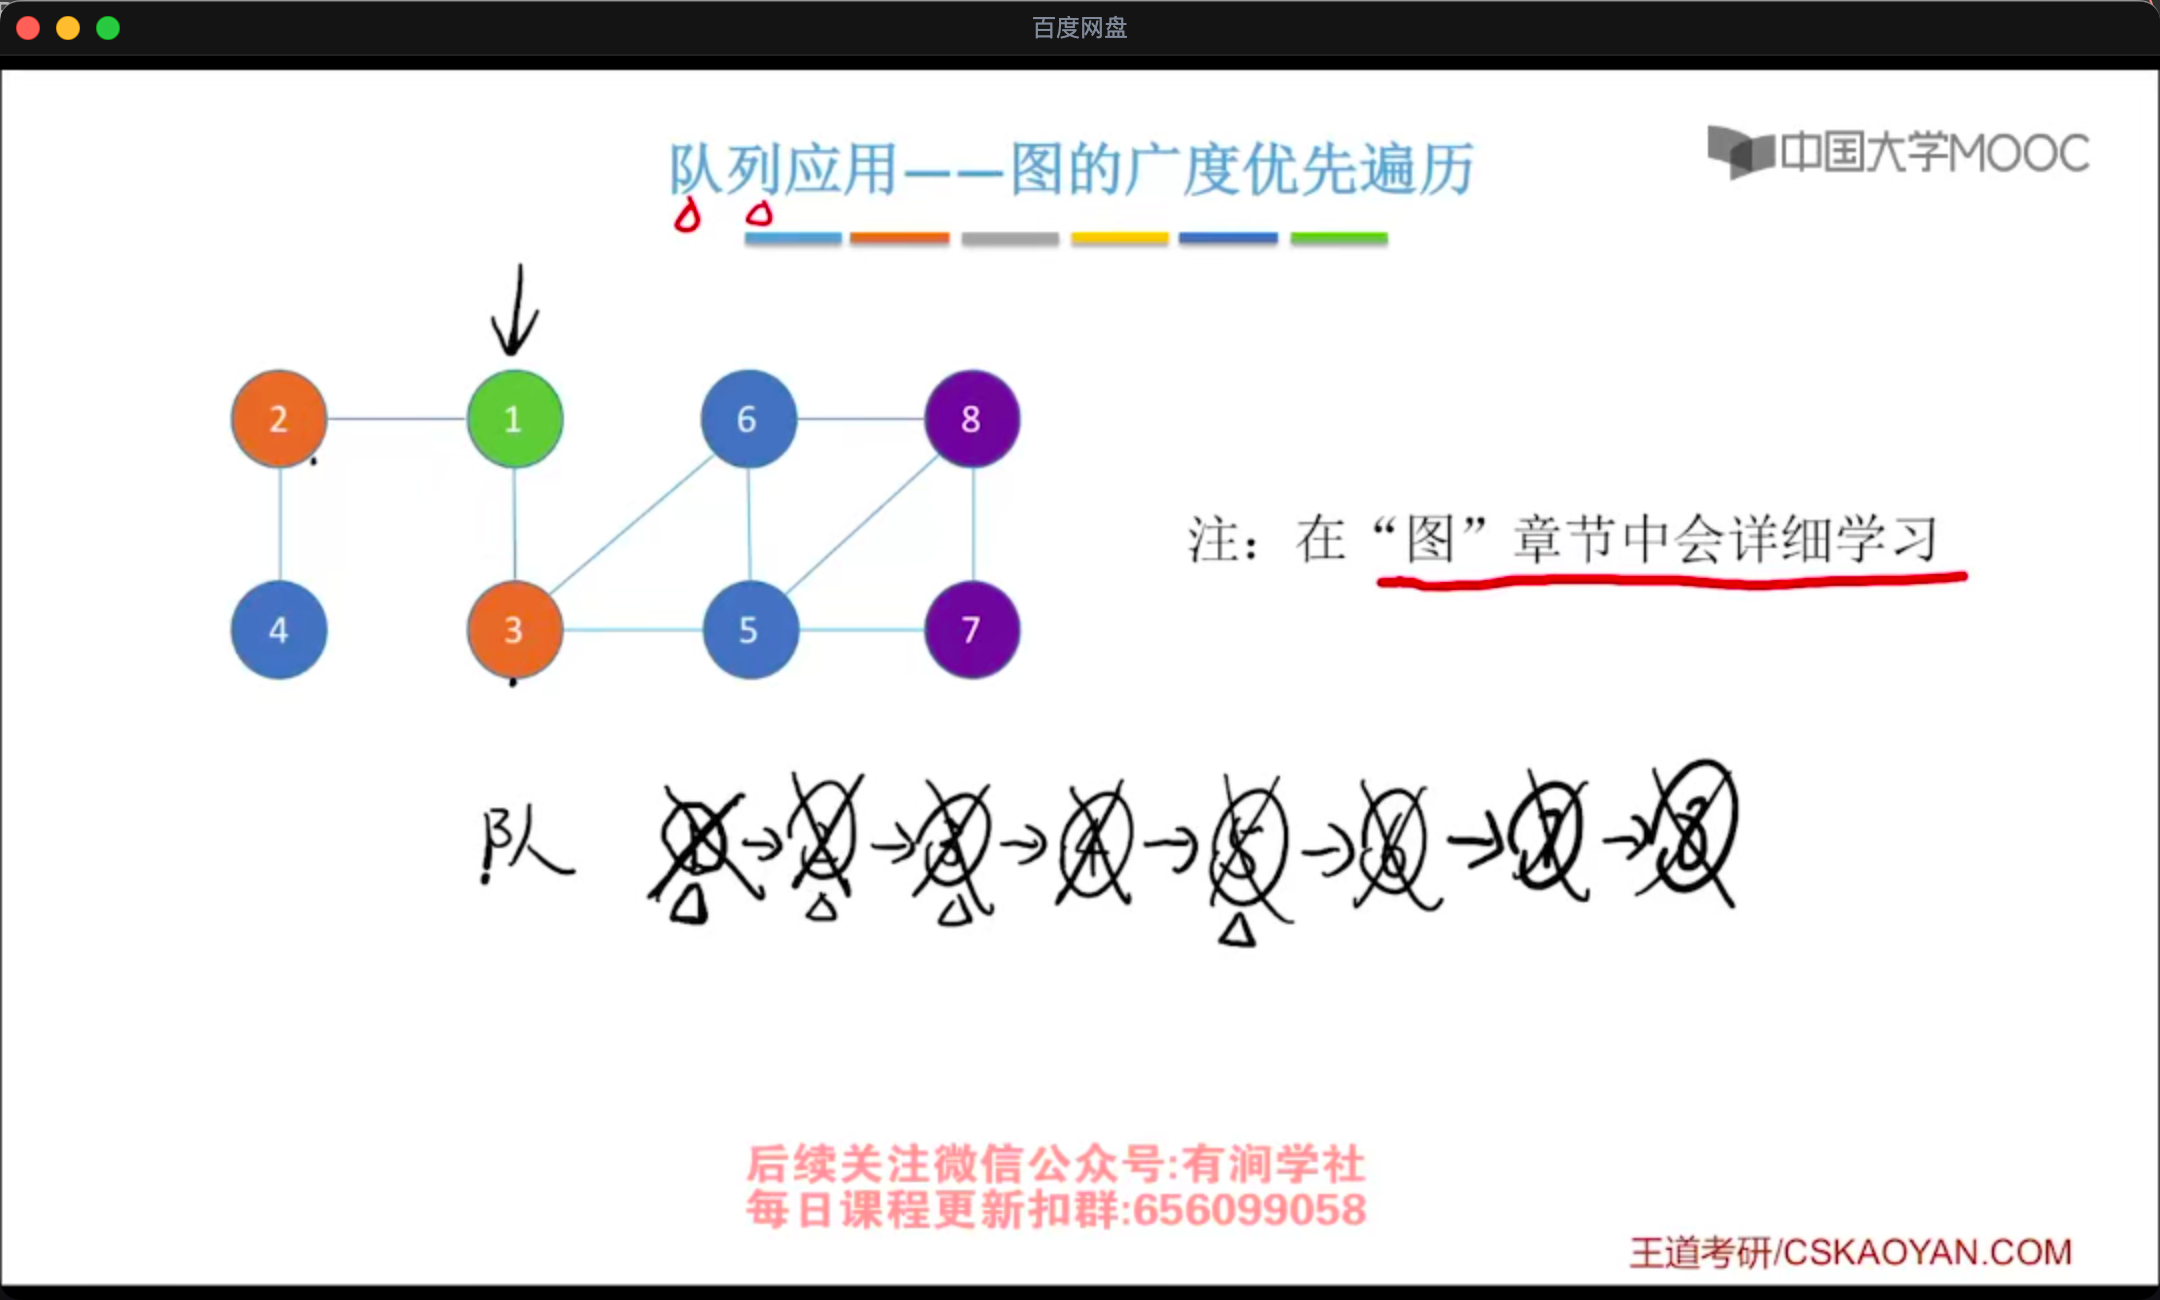 百度网盘
中国大学MOOC
队列应用——图的广度优先遍历
2 1 6 8
注：在“图”章节中会详细学习
4 3 5 7
队 1 → 2 → 3 → 4 → 5 → 6 → 7 → 8
后续关注微信公众号:有涧学社
每日课程更新扣群:656099058
王道考研/CSKAOYAN.COM